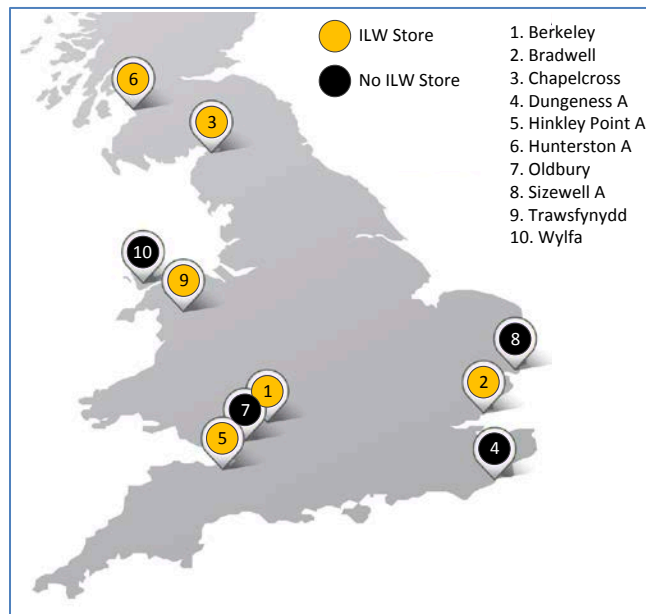 ILW Store
No ILW Store
1. Berkeley
2. Bradwell
3. Chapelcross
4. Dungeness A
5. Hinkley Point A
6. Hunterston A
7. Oldbury
8. Sizewell A
9. Trawsfynydd
10. Wylfa
6
3
10
9
8
2
1
7
5
4